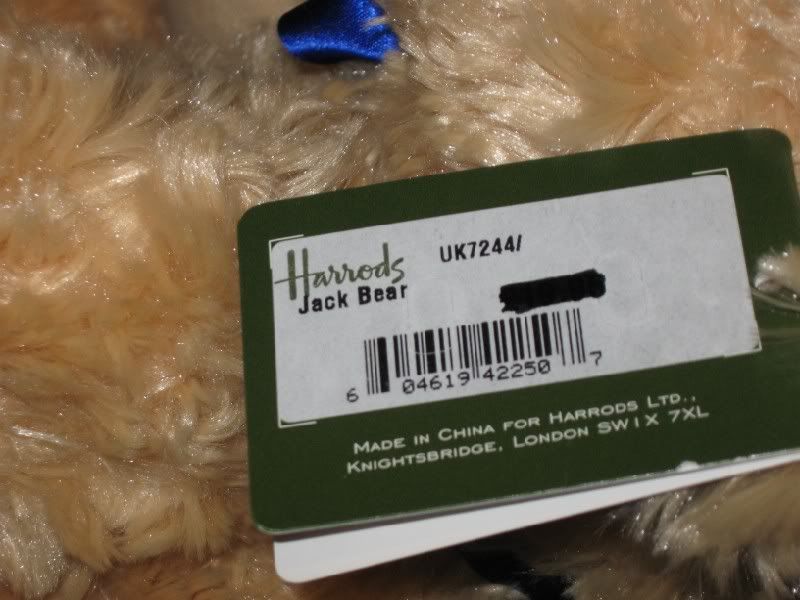 Harrods
UK7244/
Jack Bear
6 04619 42250 7
MADE IN CHINA FOR HARRODS LTD.,
KNIGHTSBRIDGE, LONDON SW1X 7XL